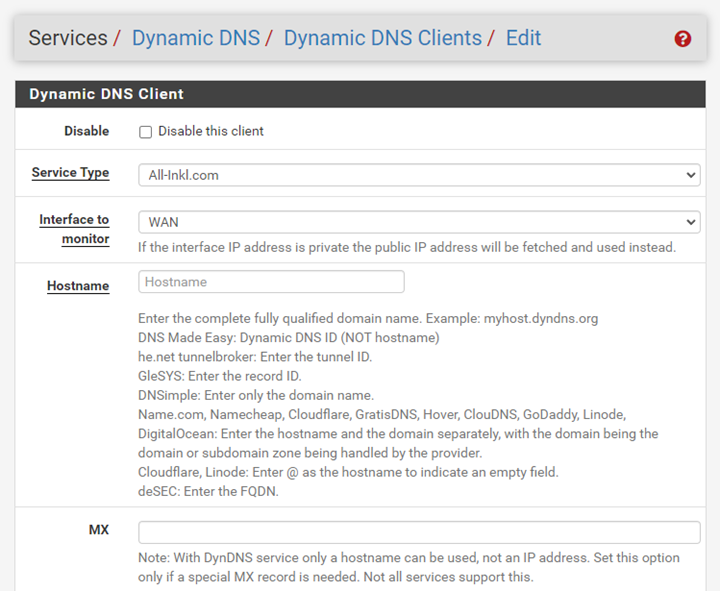 Services / Dynamic DNS / Dynamic DNS Clients / Edit
Dynamic DNS Client
Disable
Disable this client
Service Type
All-Inkl.com
Interface to
monitor
WAN
If the interface IP address is private the public IP address will be fetched and used instead.
Hostname
Hostname
Enter the complete fully qualified domain name. Example: myhost.dyndns.org
DNS Made Easy: Dynamic DNS ID (NOT hostname)
he.net tunnelbroker: Enter the tunnel ID.
GleSYS: Enter the record ID.
DNSimple: Enter only the domain name.
Name.com, Namecheap, Cloudflare, GratisDNS, Hover, ClouDNS, GoDaddy, Linode,
DigitalOcean: Enter the hostname and the domain separately, with the domain being the
domain or subdomain zone being handled by the provider.
Cloudflare, Linode: Enter @ as the hostname to indicate an empty field.
deSEC: Enter the FQDN.
MX
Note: With DynDNS service only a hostname can be used, not an IP address. Set this option
only if a special MX record is needed. Not all services support this.